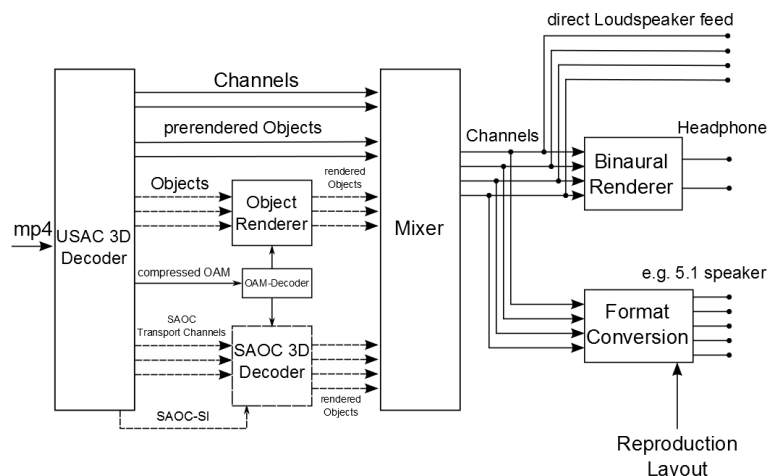 direct Loudspeaker feed
Channels
prerendered Objects
Channels
Headphone
Binaural
Renderer
Objects
rendered
Objects
Object
Renderer
mp4
USAC 3D
Decoder
Mixer
compressed OAM
OAM-Decoder
e.g. 5.1 speaker
SAOC
Transport Channels
SAOC 3D
Decoder
Format
Conversion
rendered
Objects
SAOC-SI
Reproduction
Layout